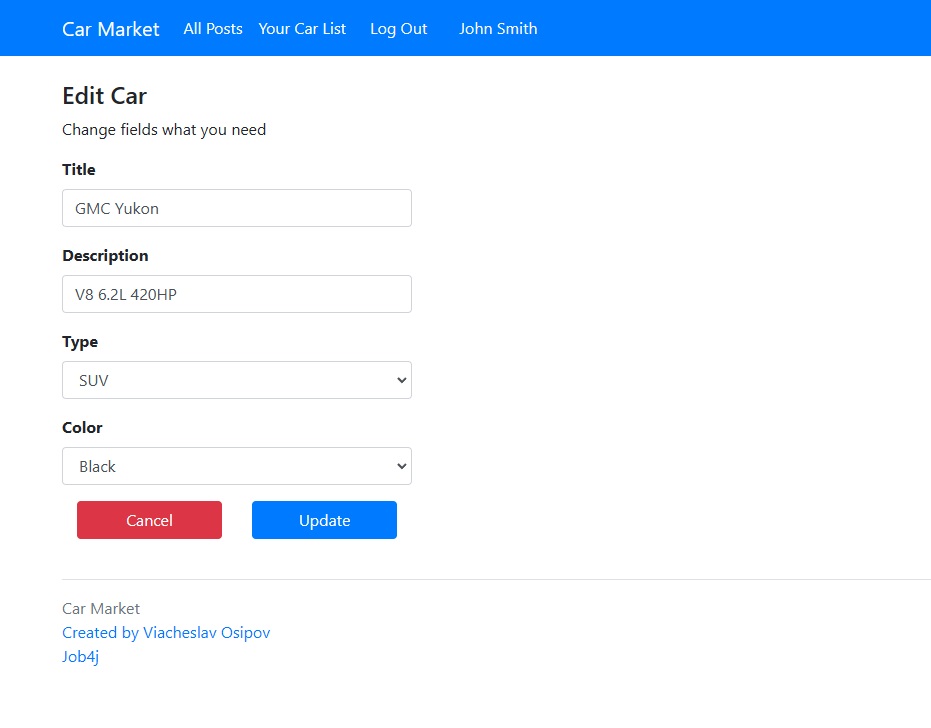 Car Market All Posts Your Car List Log Out John Smith
Edit Car
Change fields what you need
Title
GMC Yukon
Description
V8 6.2L 420HP
Type
SUV
Color
Black
Cancel Update
Car Market
Created by Viacheslav Osipov
Job4j